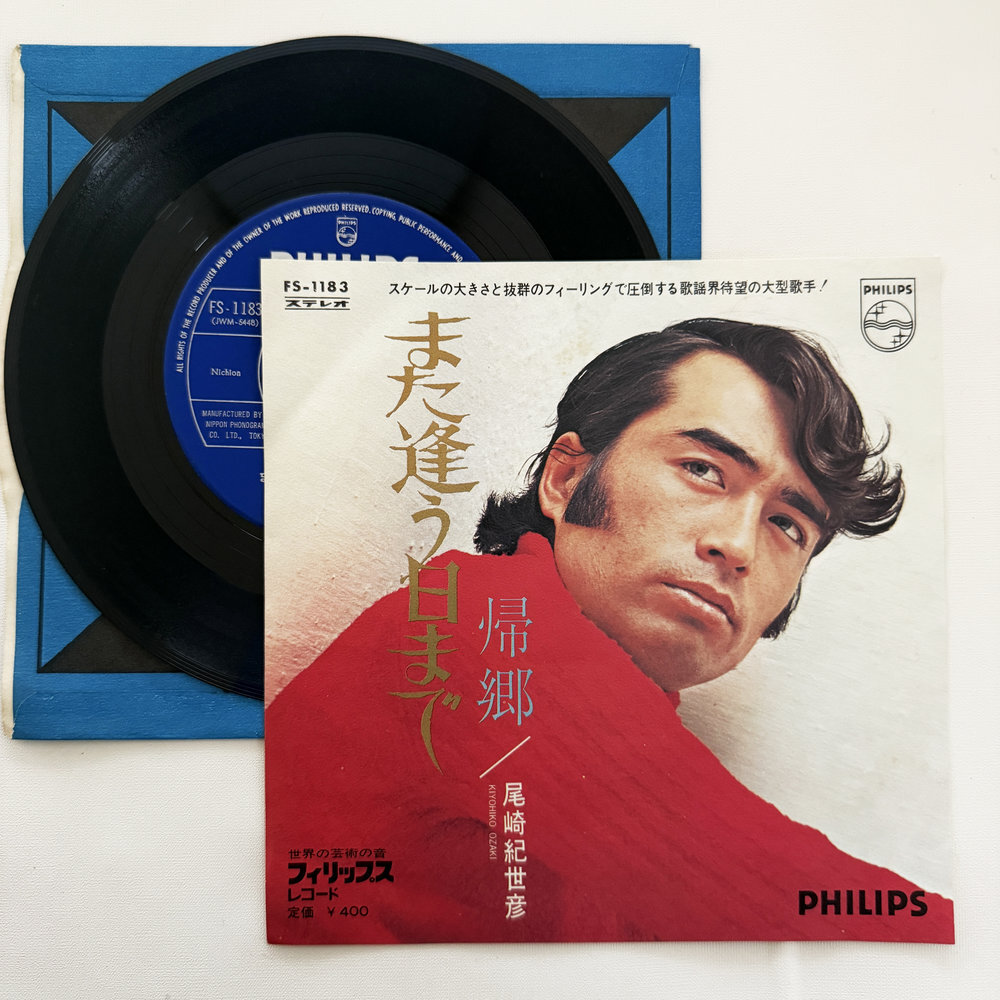 ALL RIGHTS OF THE RECORD PRODUCER AND OF THE OWNER OF THE WORK REPRODUCED RESERVED. COPYING, PUBLIC PERFORMANCE AND
PHILIPS
PHILIPS
FS-1183
(JWM-5448)
Nichion
MANUFACTURED BY
NIPPON PHONOGRA
CO. LTD., TOK
FS-1183
ステレオ
スケールの大きさと抜群のフィーリングで圧倒する歌謡界待望の大型歌手!
PHILIPS
また逢う日まで
帰郷/尾崎紀世彦
KIYOHIKO OZAKI
世界の芸術の音
フィリップス
レコード
定価 ¥400
PHILIPS